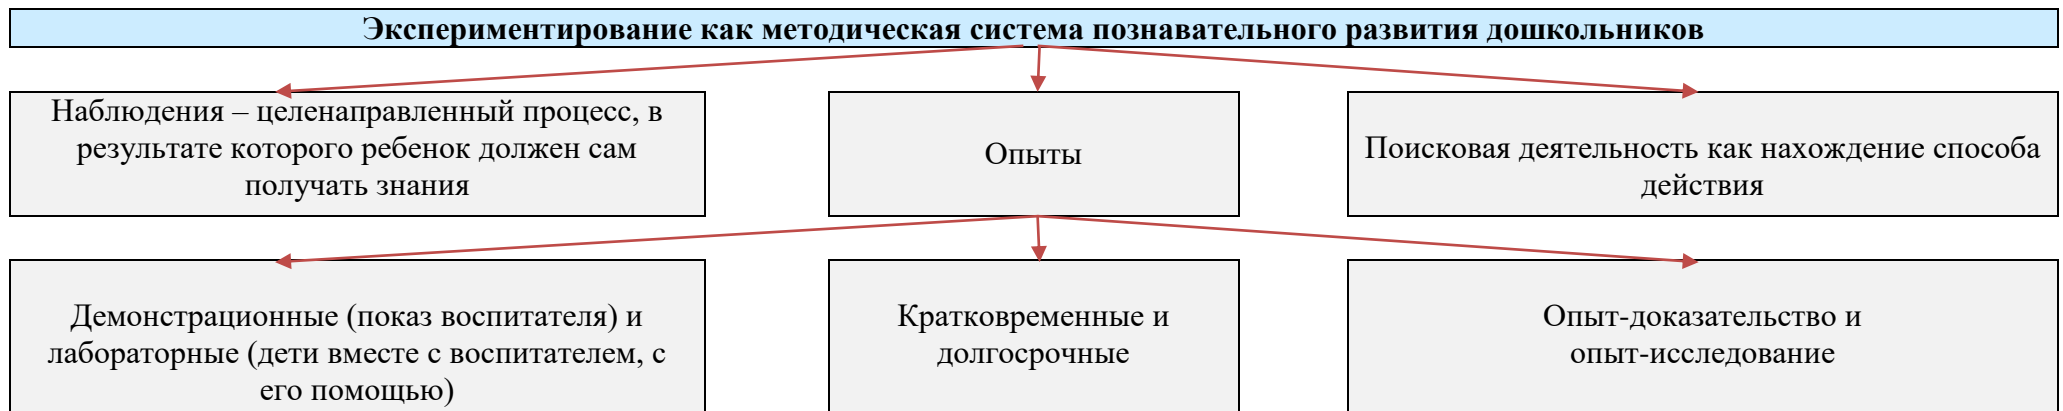 Экспериментирование как методическая система познавательного развития дошкольников
Наблюдения – целенаправленный процесс, в
результате которого ребенок должен сам
получать знания
Опыты
Поисковая деятельность как нахождение способа
действия
Демонстрационные (показ воспитателя) и
лабораторные (дети вместе с воспитателем, с
его помощью)
Кратковременные и
долгосрочные
Опыт-доказательство и
опыт-исследование